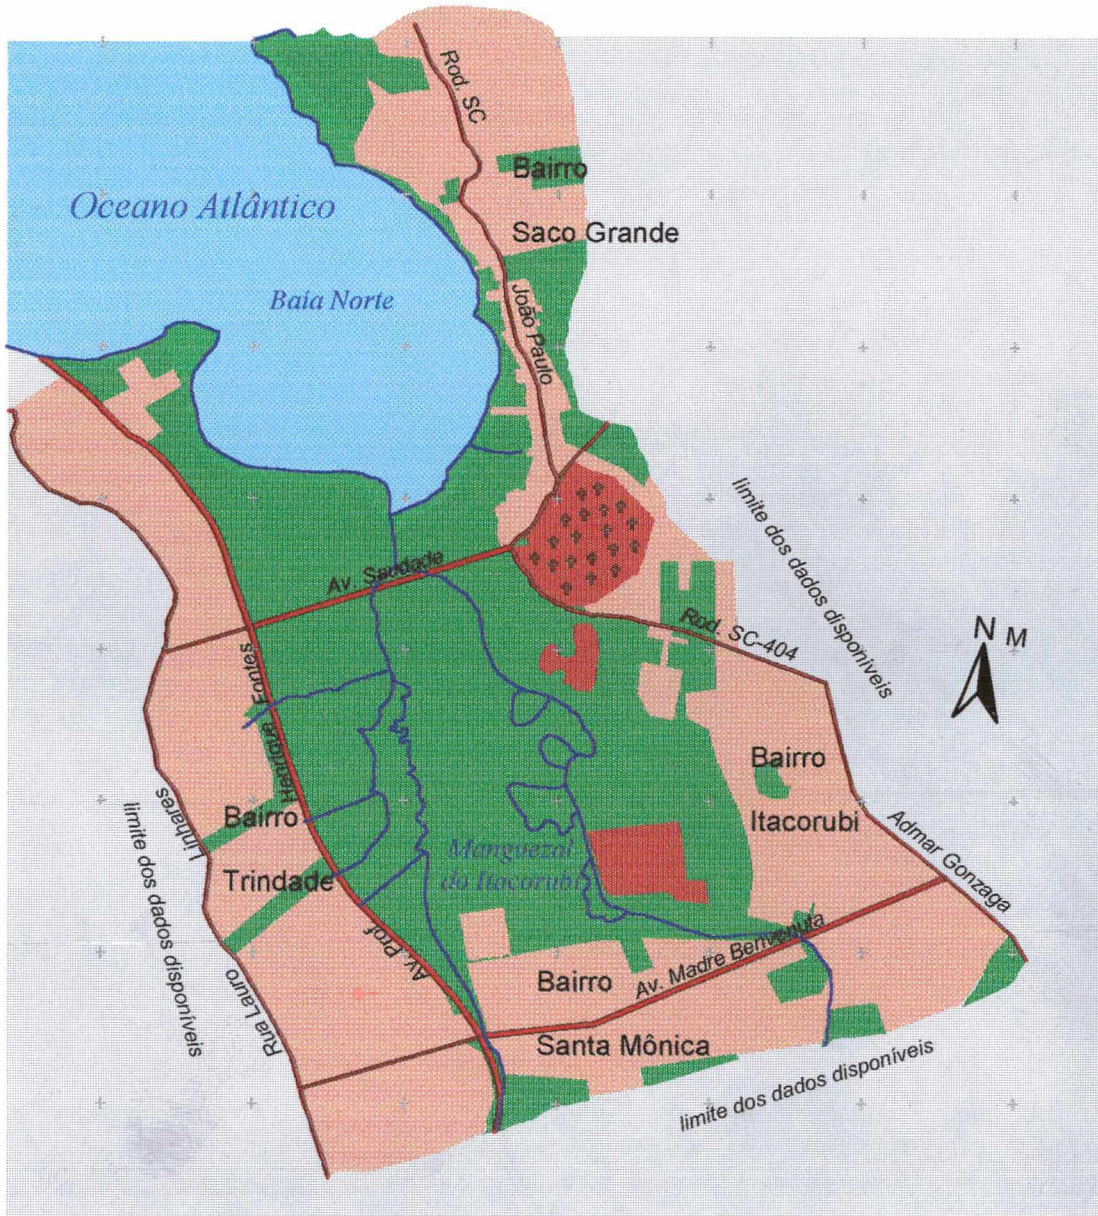 Rod. SC
Bairro
Saco Grande
Oceano Atlântico
Baía Norte
João Paulo
limite dos dados disponíveis
Av. Saudade
Rod. SC-404
N M
Henrique Fontes
Bairro
Itacorubi
Linhares
Bairro
Trindade
Manguezal
do Itacorubi
Admar Gonzaga
limite dos dados disponíveis
Av. Prof.
Av. Madre Benvenuta
Bairro
Santa Mônica
Rua Lauro
limite dos dados disponíveis